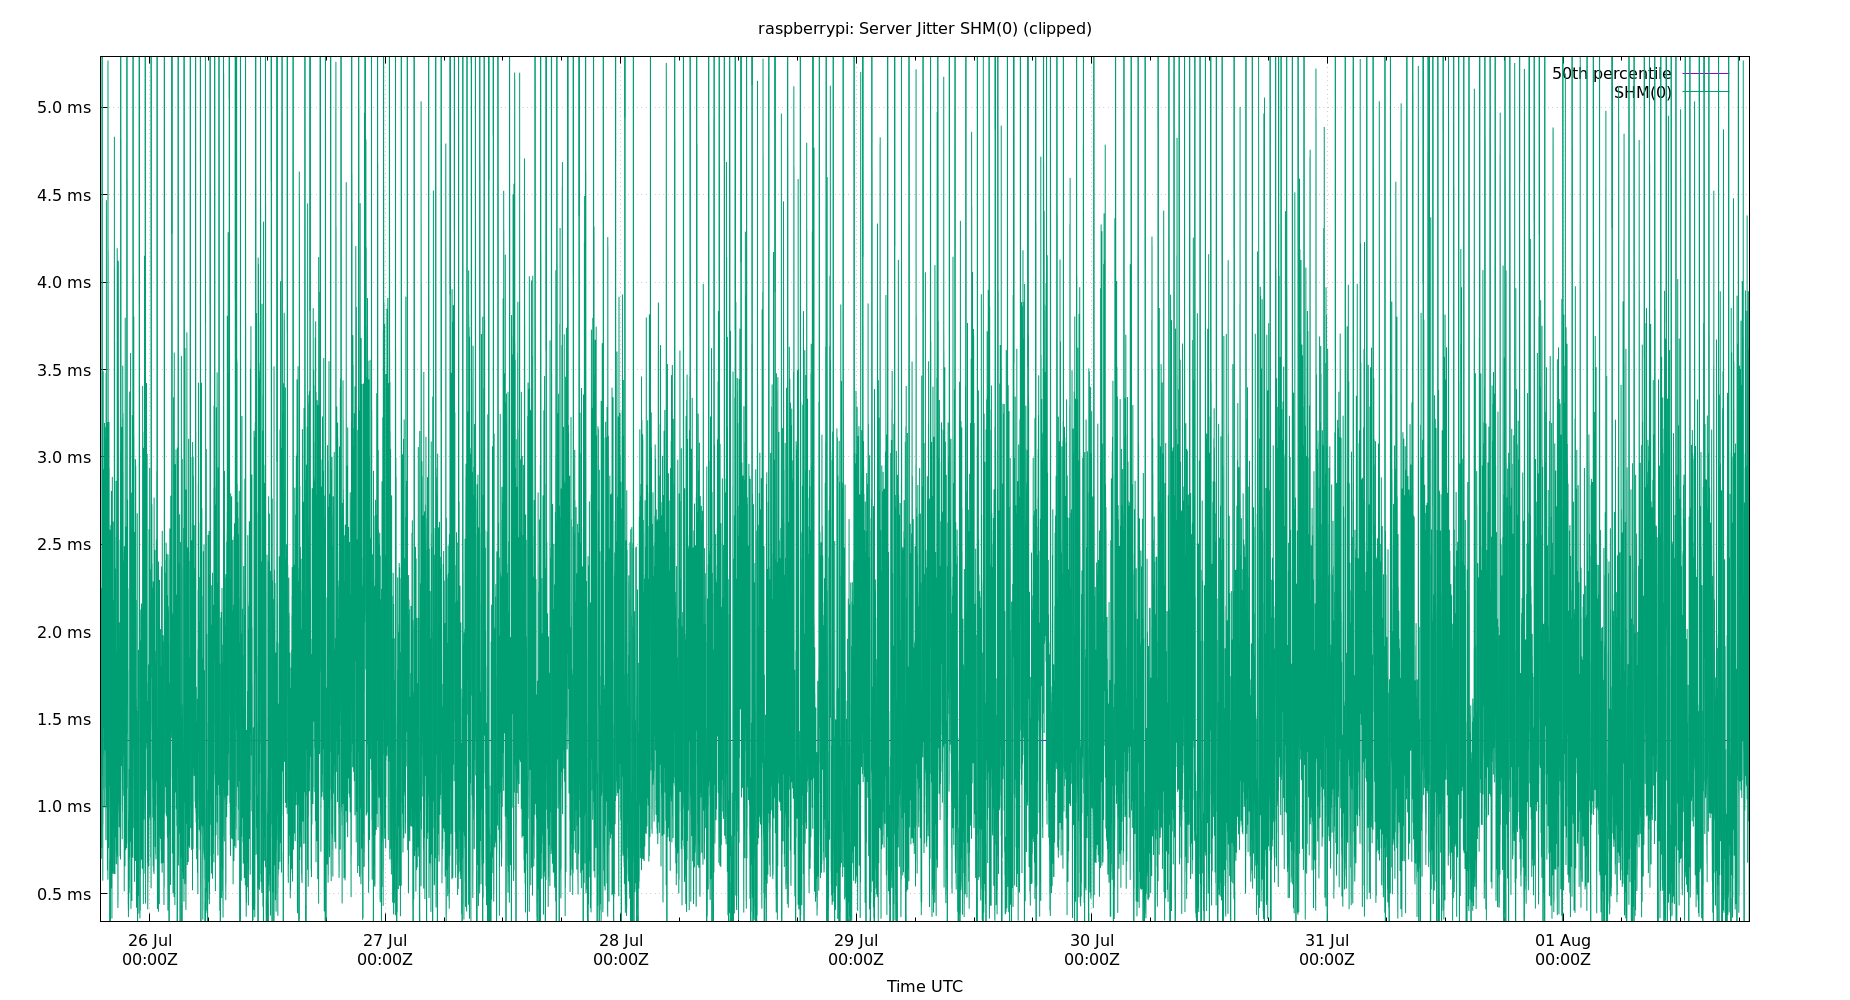 raspberrypi: Server Jitter SHM(0) (clipped)
50th percentile
SHM(0)
5.0 ms
4.5 ms
4.0 ms
3.5 ms
3.0 ms
2.5 ms
2.0 ms
1.5 ms
1.0 ms
0.5 ms
26 Jul 27 Jul 28 Jul 29 Jul 30 Jul 31 Jul 01 Aug
00:00Z 00:00Z 00:00Z 00:00Z 00:00Z 00:00Z 00:00Z
Time UTC